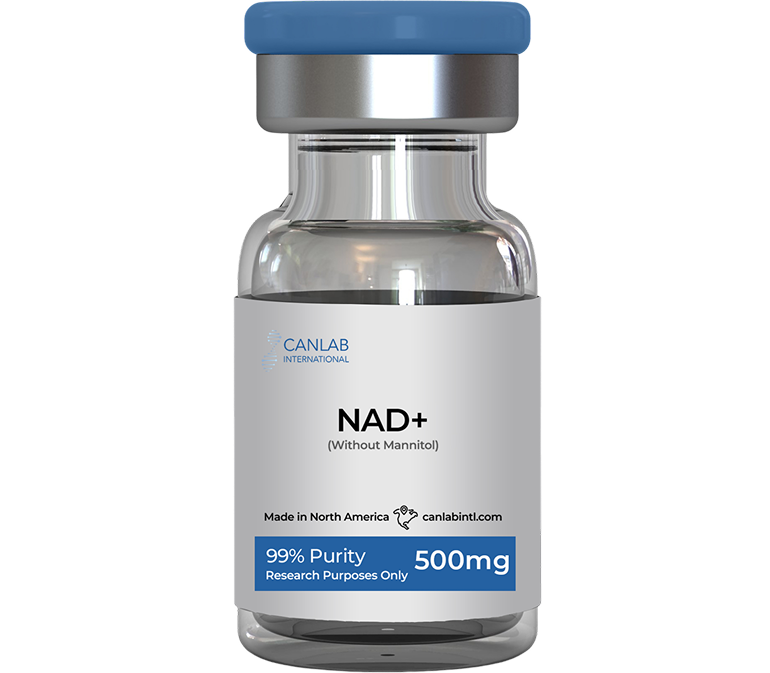 CANLAB
INTERNATIONAL
NAD+
(Without Mannitol)
Made in North America canlabintl.com
99% Purity 500mg
Research Purposes Only